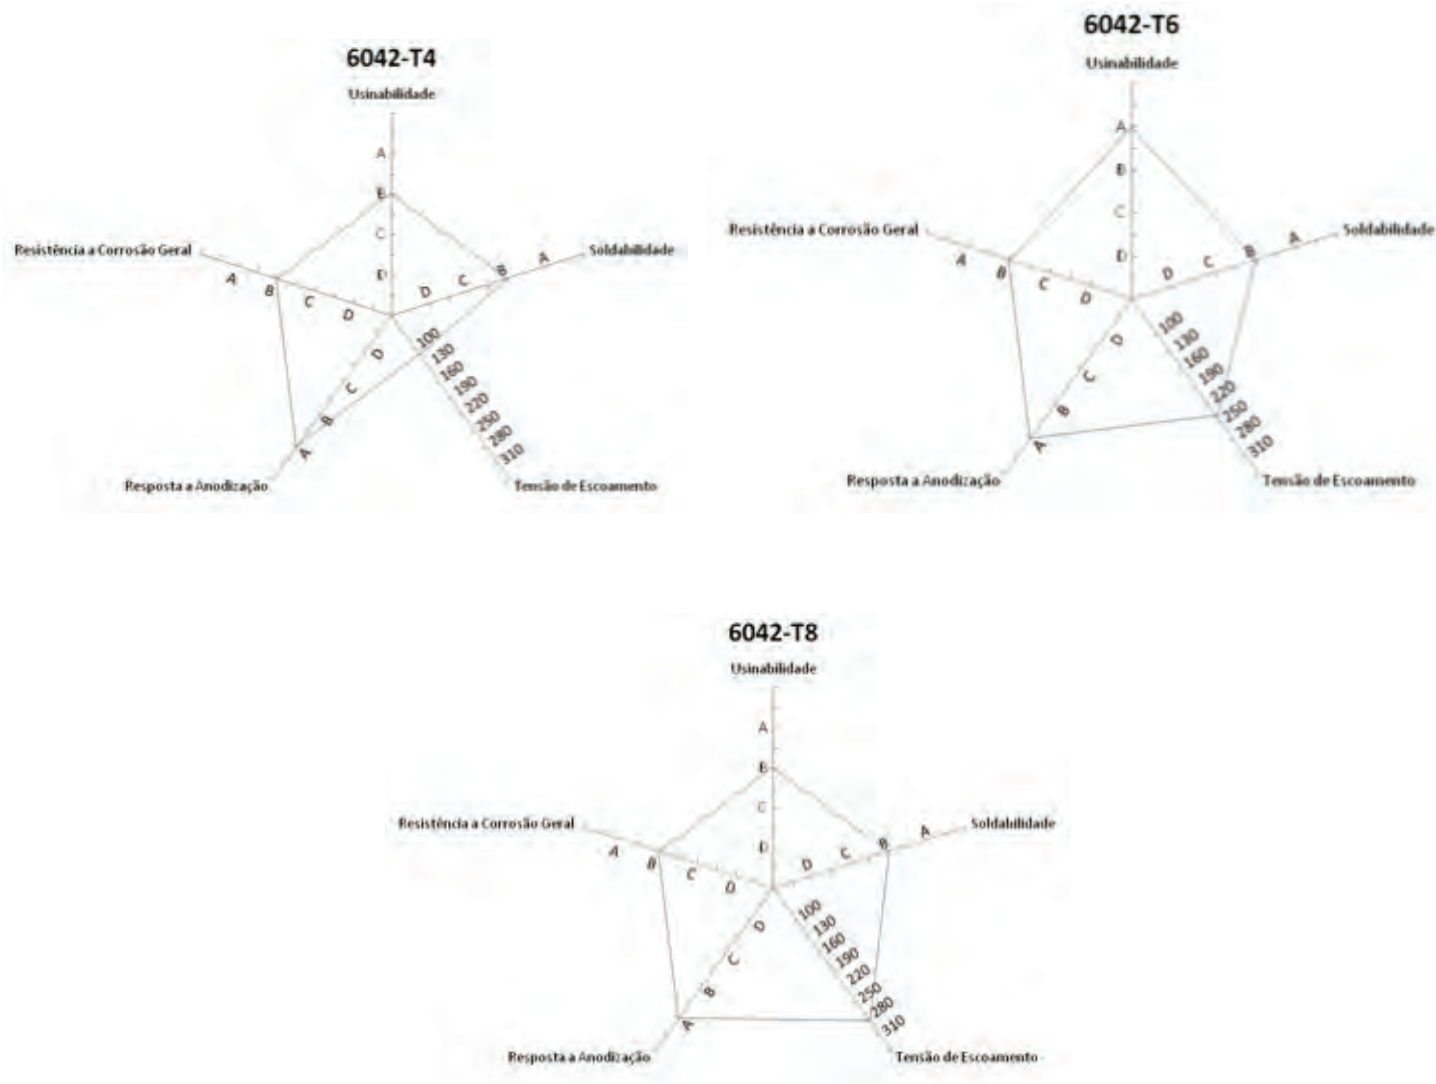 6042-T4
Usinabilidade
A
B
C
D
Resistência a Corrosão Geral
A B C D
D C B A
Soldabilidade
D
C
B
A
Resposta a Anodização
100
130
160
190
220
250
280
310
Tensão de Escoamento
6042-T6
Usinabilidade
A
B
C
D
Resistência a Corrosão Geral
A B C D
D C B A
Soldabilidade
D
C
B
A
Resposta a Anodização
100
130
160
190
220
250
280
310
Tensão de Escoamento
6042-T8
Usinabilidade
A
B
C
D
Resistência a Corrosão Geral
A B C D
D C B A
Soldabilidade
D
C
B
A
Resposta a Anodização
100
130
160
190
220
250
280
310
Tensão de Escoamento